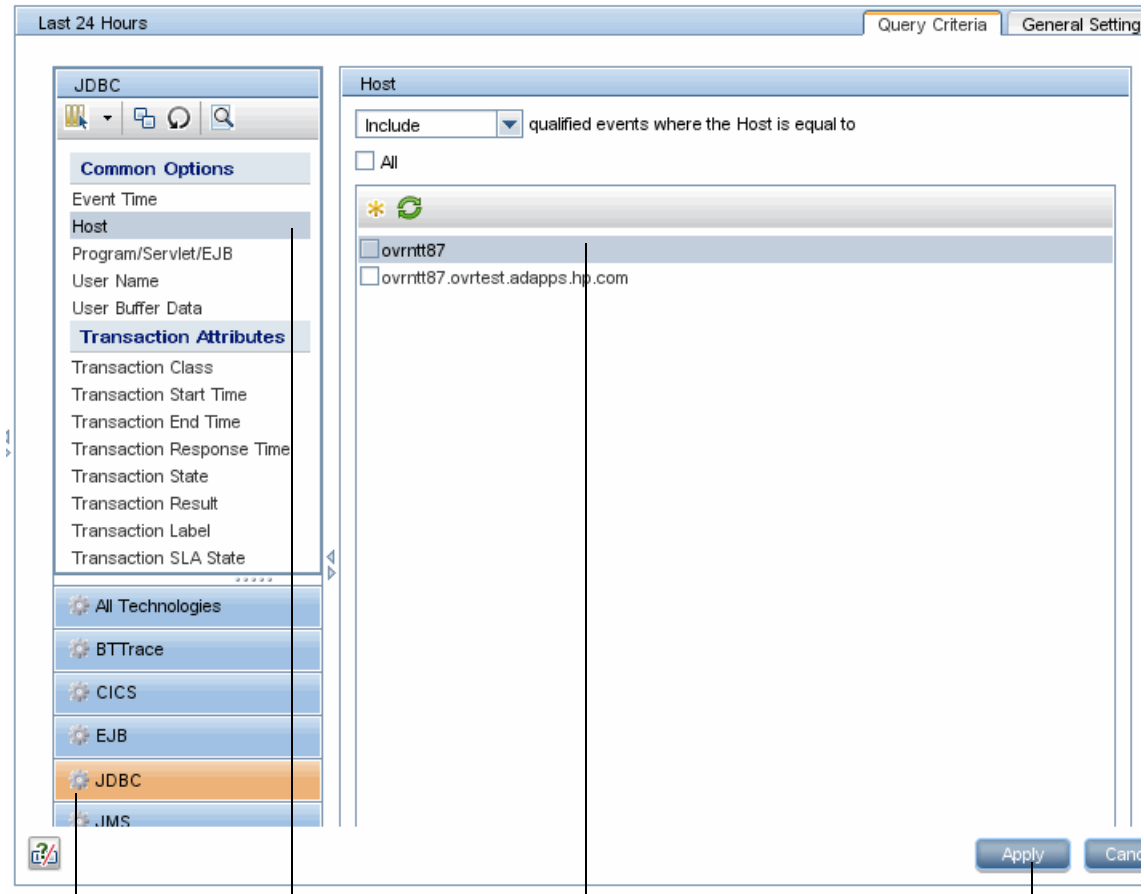 Last 24 Hours
Query Criteria
General Setting
JDBC
Common Options
Event Time
Host
Program/Servlet/EJB
User Name
User Buffer Data
Transaction Attributes
Transaction Class
Transaction Start Time
Transaction End Time
Transaction Response Time
Transaction State
Transaction Result
Transaction Label
Transaction SLA State
All Technologies
BTTrace
CICS
EJB
JDBC
JMS
Host
Include qualified events where the Host is equal to
All
ovrntt87
ovrntt87.ovrtest.adapps.hp.com
Apply
Canc